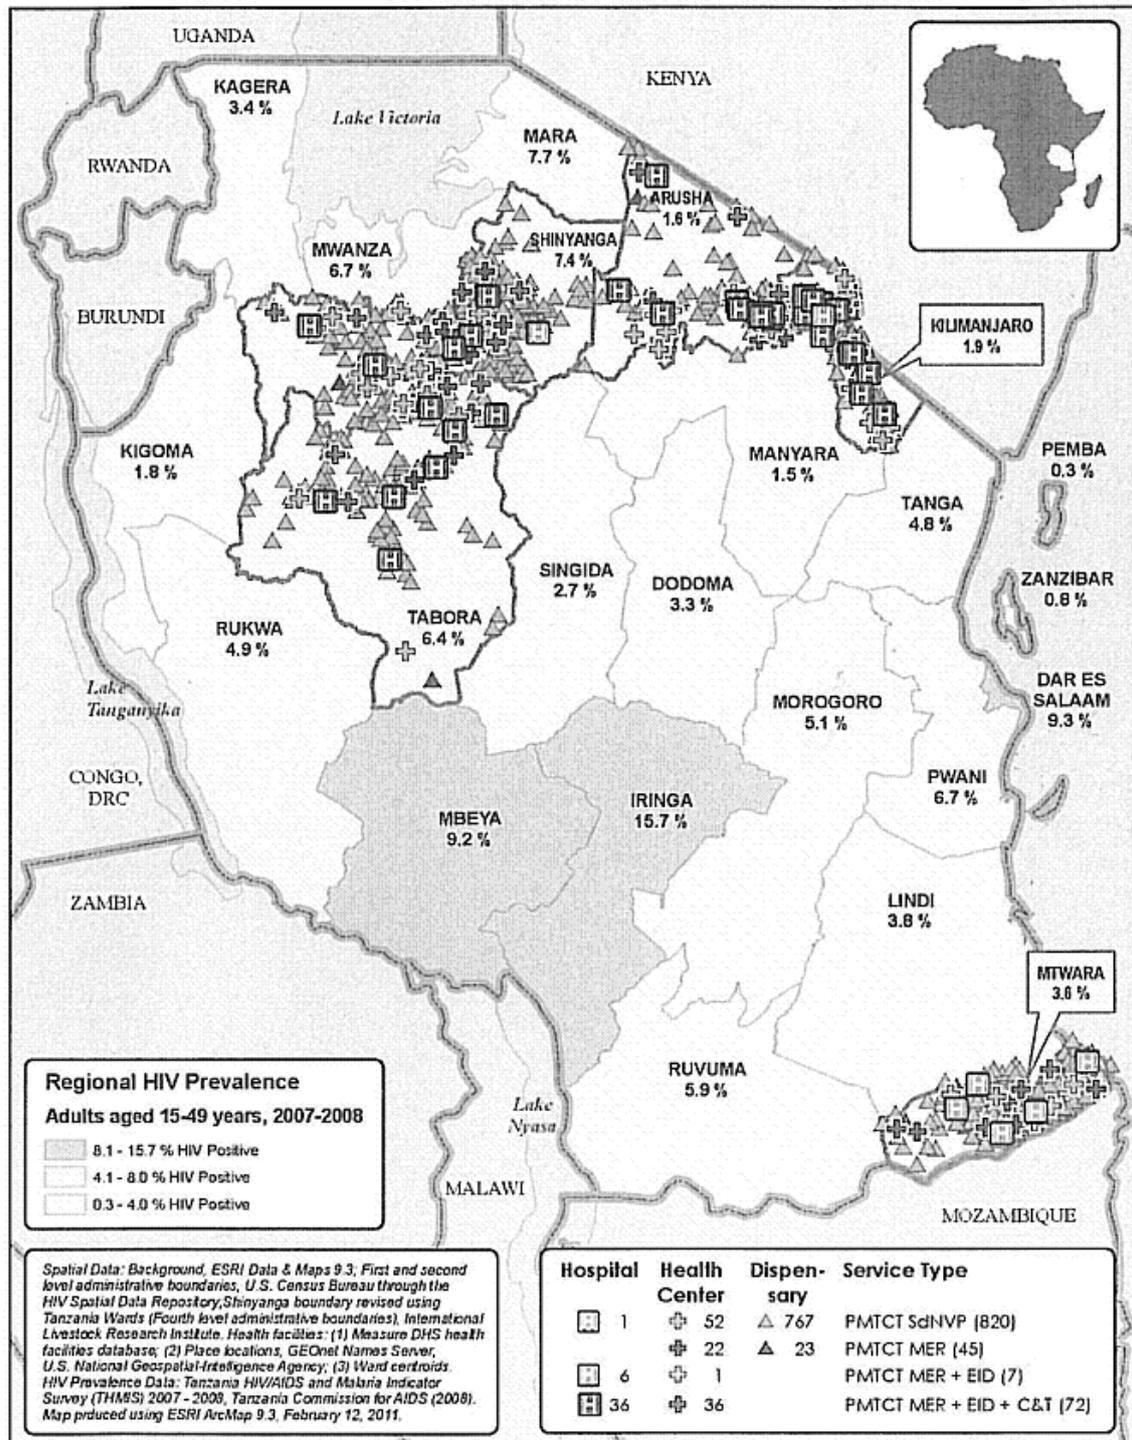 UGANDA
KENYA
KAGERA
3.4 %
Lake Victoria
MARA
7.7 %
RWANDA
ARUSHA
1.6 %
SHINYANGA
7.4 %
MWANZA
6.7 %
BURUNDI
KILIMANJARO
1.9 %
KIGOMA
1.8 %
MANYARA
1.5 %
PEMBA
0.3 %
TANGA
4.8 %
SINGIDA
2.7 %
DODOMA
3.3 %
ZANZIBAR
0.8 %
TABORA
6.4 %
RUKWA
4.9 %
Lake
Tanganyika
MOROGORO
5.1 %
DAR ES
SALAAM
9.3 %
CONGO,
DRC
MBEYA
9.2 %
IRINGA
15.7 %
PWANI
6.7 %
ZAMBIA
LINDI
3.8 %
MTWARA
3.6 %
RUVUMA
5.9 %
Lake
Nyasa
MALAWI
MOZAMBIQUE
Regional HIV Prevalence
Adults aged 15-49 years, 2007-2008
8.1 - 15.7 % HIV Positive
4.1 - 8.0 % HIV Postive
0.3 - 4.0 % HIV Postive
Spatial Data: Background, ESRI Data & Maps 9.3; First and second
level administrative boundaries, U.S. Census Bureau through the
HIV Spatial Data Repository;Shinyanga boundary revised using
Tanzania Wards (Fourth level administrative boundaries), International
Livestock Research Institute. Health facilities: (1) Measure DHS health
facilities database; (2) Place locations, GEOnet Names Server,
U.S. National Geospatial-Intelligence Agency; (3) Ward centroids.
HIV Prevalence Data: Tanzania HIV/AIDS and Malaria Indicator
Survey (THMIS) 2007 - 2008, Tanzania Commission for AIDS (2008).
Map prduced using ESRI ArcMap 9.3, February 12, 2011.
Hospital Health Center Dispen-sary Service Type
H 1 52 767 PMTCT SdNVP (820)
22 23 PMTCT MER (45)
H 6 1 PMTCT MER + EID (7)
H 36 36 PMTCT MER + EID + C&T (72)